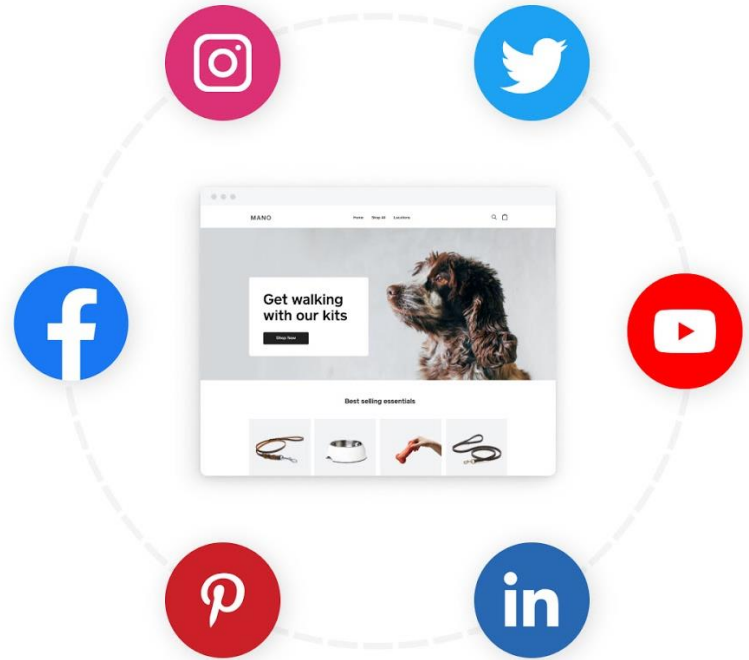 MANO
Home Shop All Locations
Get walking
with our kits
Shop Now
Best selling essentials
in